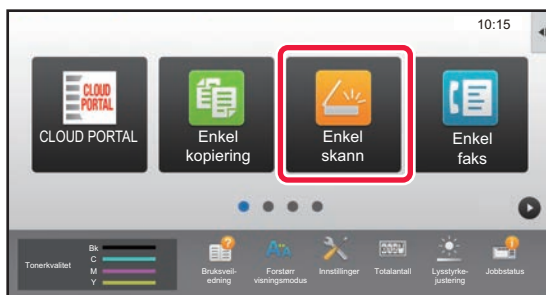 10:15
CLOUD
PORTAL
CLOUD PORTAL
Enkel
kopiering
Enkel
skann
Enkel
faks
Tonerkvalitet
Bk
C
M
Y
Bruksveil-
edning
Forstørr
visningsmodus
Innstillinger
Totalantall
Lysstyrke-
justering
Jobbstatus